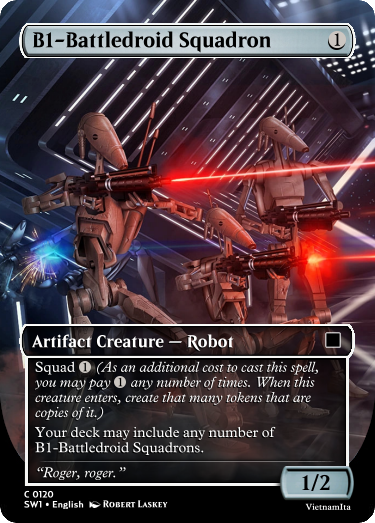 B1-Battledroid Squadron 1
Artifact Creature — Robot
Squad 1 (As an additional cost to cast this spell,
you may pay 1 any number of times. When this
creature enters, create that many tokens that are
copies of it.)
Your deck may include any number of
B1-Battledroid Squadrons.
“Roger, roger.”
1/2
C 0120
SW1 • English Robert Laskey
VietnamIta